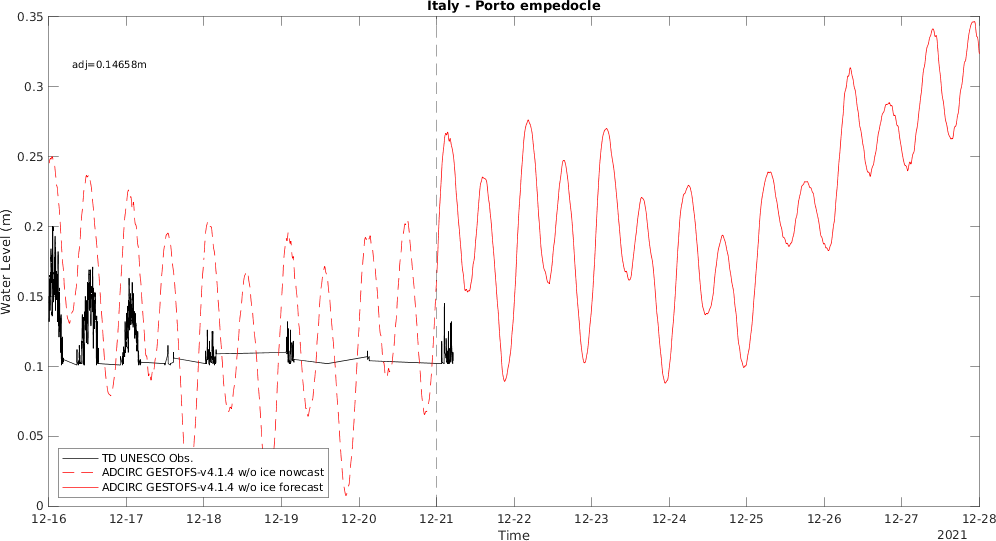 Italy - Porto empedocle
0.35
adj=0.14658m
0.3
0.25
0.2
0.15
0.1
0.05
0
Water Level (m)
TD UNESCO Obs.
ADCIRC GESTOFS-v4.1.4 w/o ice nowcast
ADCIRC GESTOFS-v4.1.4 w/o ice forecast
12-16 12-17 12-18 12-19 12-20 12-21 12-22 12-23 12-24 12-25 12-26 12-27 12-28
Time
2021